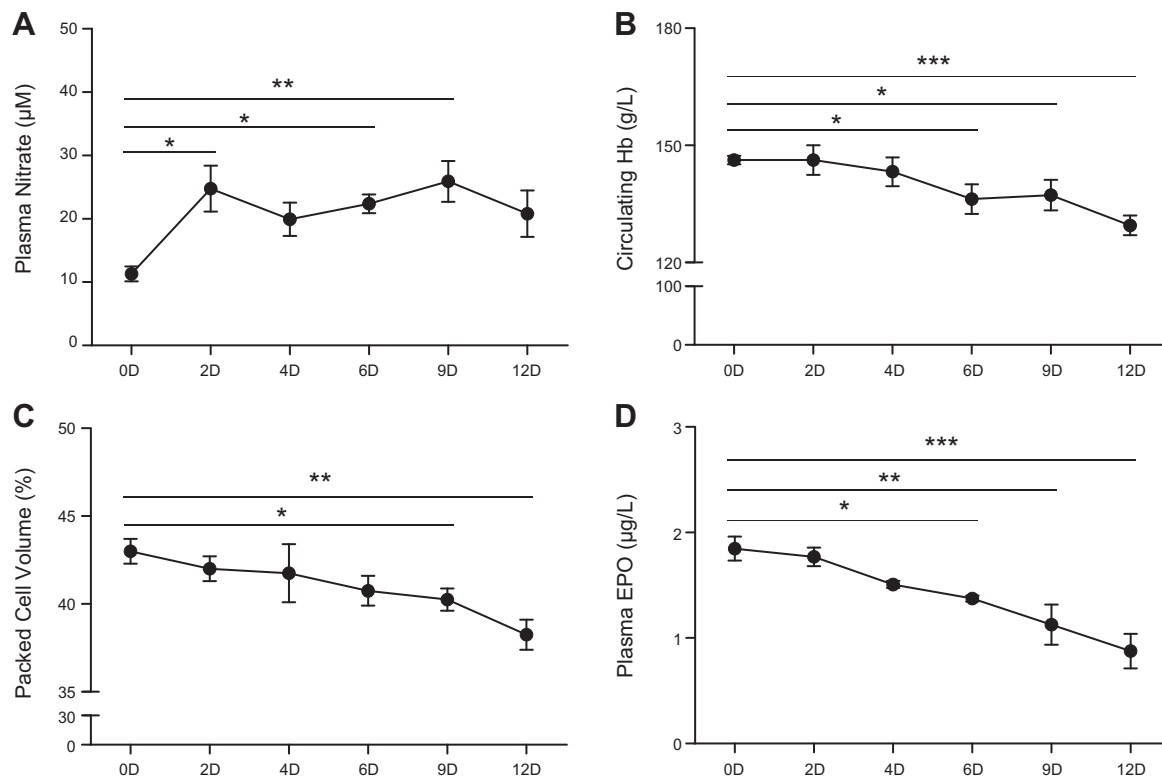 A
Plasma Nitrate (µM)
50
40
30
20
10
0
**
*
*
0D 2D 4D 6D 9D 12D
B
Circulating Hb (g/L)
180
150
120
100
0
***
*
*
0D 2D 4D 6D 9D 12D
C
Packed Cell Volume (%)
50
45
40
35
30
0
**
*
0D 2D 4D 6D 9D 12D
D
Plasma EPO (µg/L)
3
2
1
0
***
**
*
0D 2D 4D 6D 9D 12D